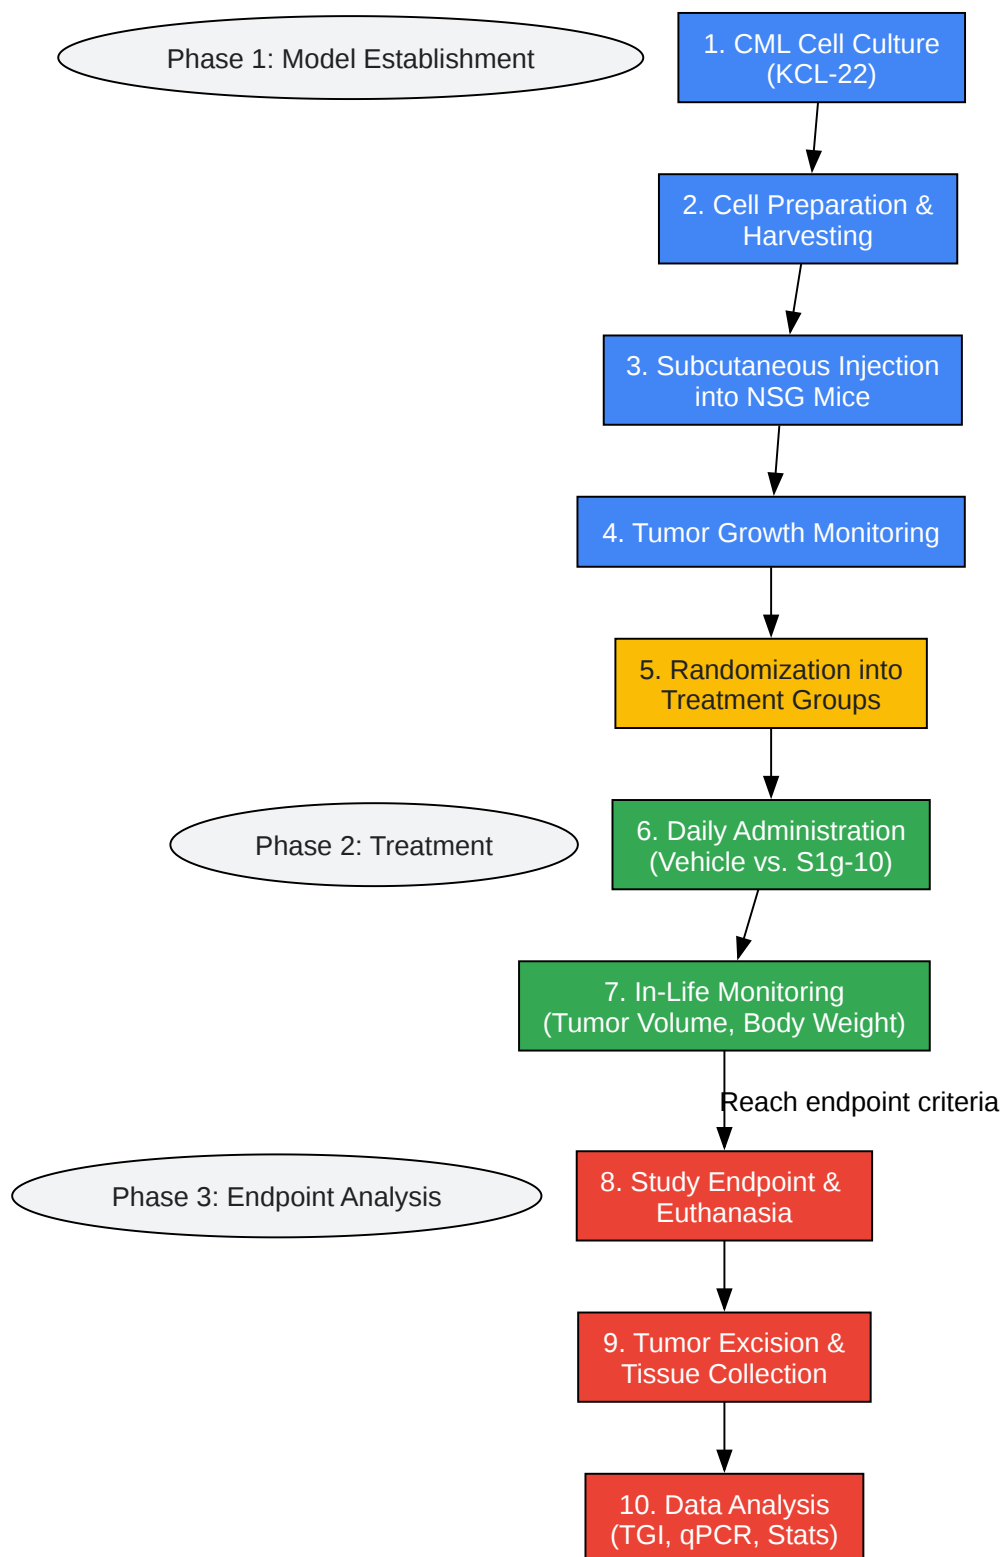 Phase 1: Model Establishment
1. CML Cell Culture
(KCL-22)
2. Cell Preparation &
Harvesting
3. Subcutaneous Injection
into NSG Mice
4. Tumor Growth Monitoring
5. Randomization into
Treatment Groups
Phase 2: Treatment
6. Daily Administration
(Vehicle vs. S1g-10)
7. In-Life Monitoring
(Tumor Volume, Body Weight)
Reach endpoint criteria
Phase 3: Endpoint Analysis
8. Study Endpoint &
Euthanasia
9. Tumor Excision &
Tissue Collection
10. Data Analysis
(TGI, qPCR, Stats)